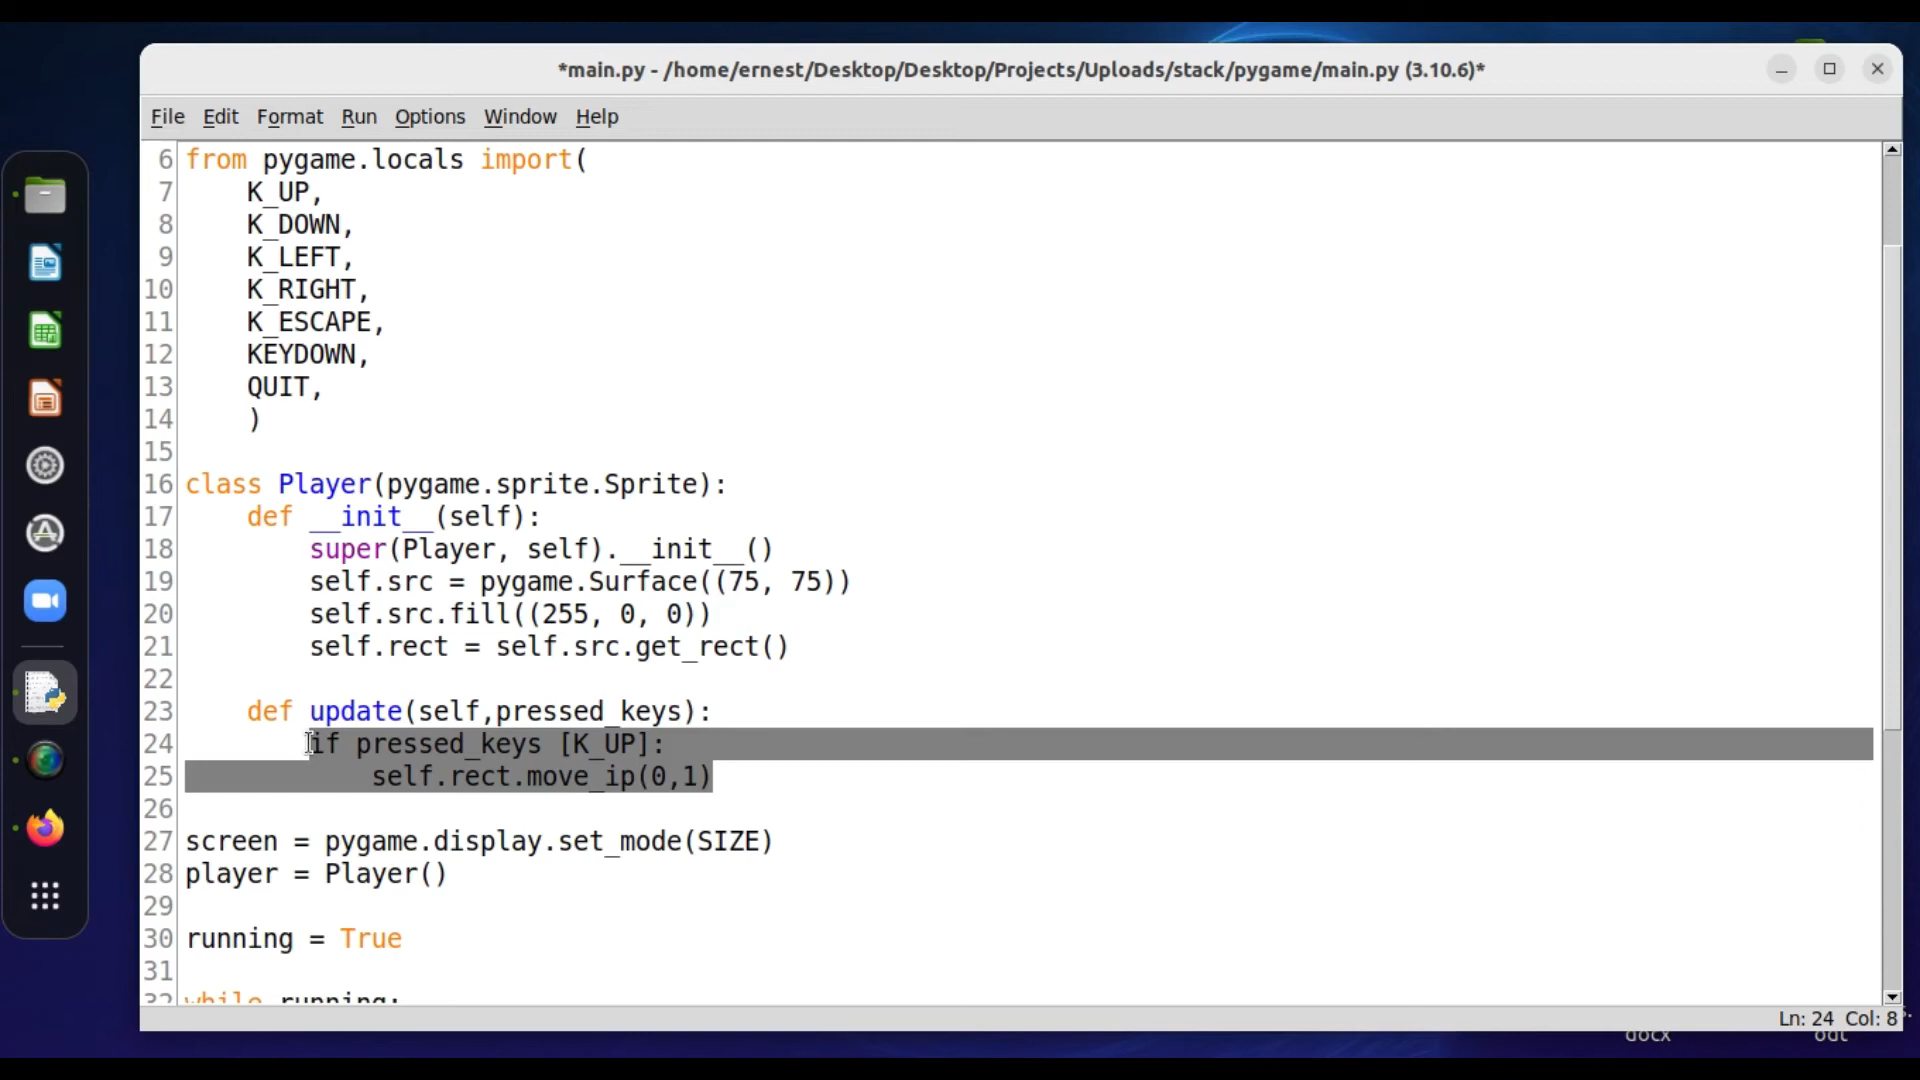 *main.py - /home/ernest/Desktop/Desktop/Projects/Uploads/stack/pygame/main.py (3.10.6)*
File Edit Format Run Options Window Help
6 from pygame.locals import(
7     K_UP,
8     K_DOWN,
9     K_LEFT,
10     K_RIGHT,
11     K_ESCAPE,
12     KEYDOWN,
13     QUIT,
14     )
15
16 class Player(pygame.sprite.Sprite):
17     def __init__(self):
18         super(Player, self).__init__()
19         self.src = pygame.Surface((75, 75))
20         self.src.fill((255, 0, 0))
21         self.rect = self.src.get_rect()
22
23     def update(self,pressed_keys):
24         if pressed_keys [K_UP]:
25             self.rect.move_ip(0,1)
26
27 screen = pygame.display.set_mode(SIZE)
28 player = Player()
29
30 running = True
31
32 while running:
Ln: 24 Col: 8
docx odt